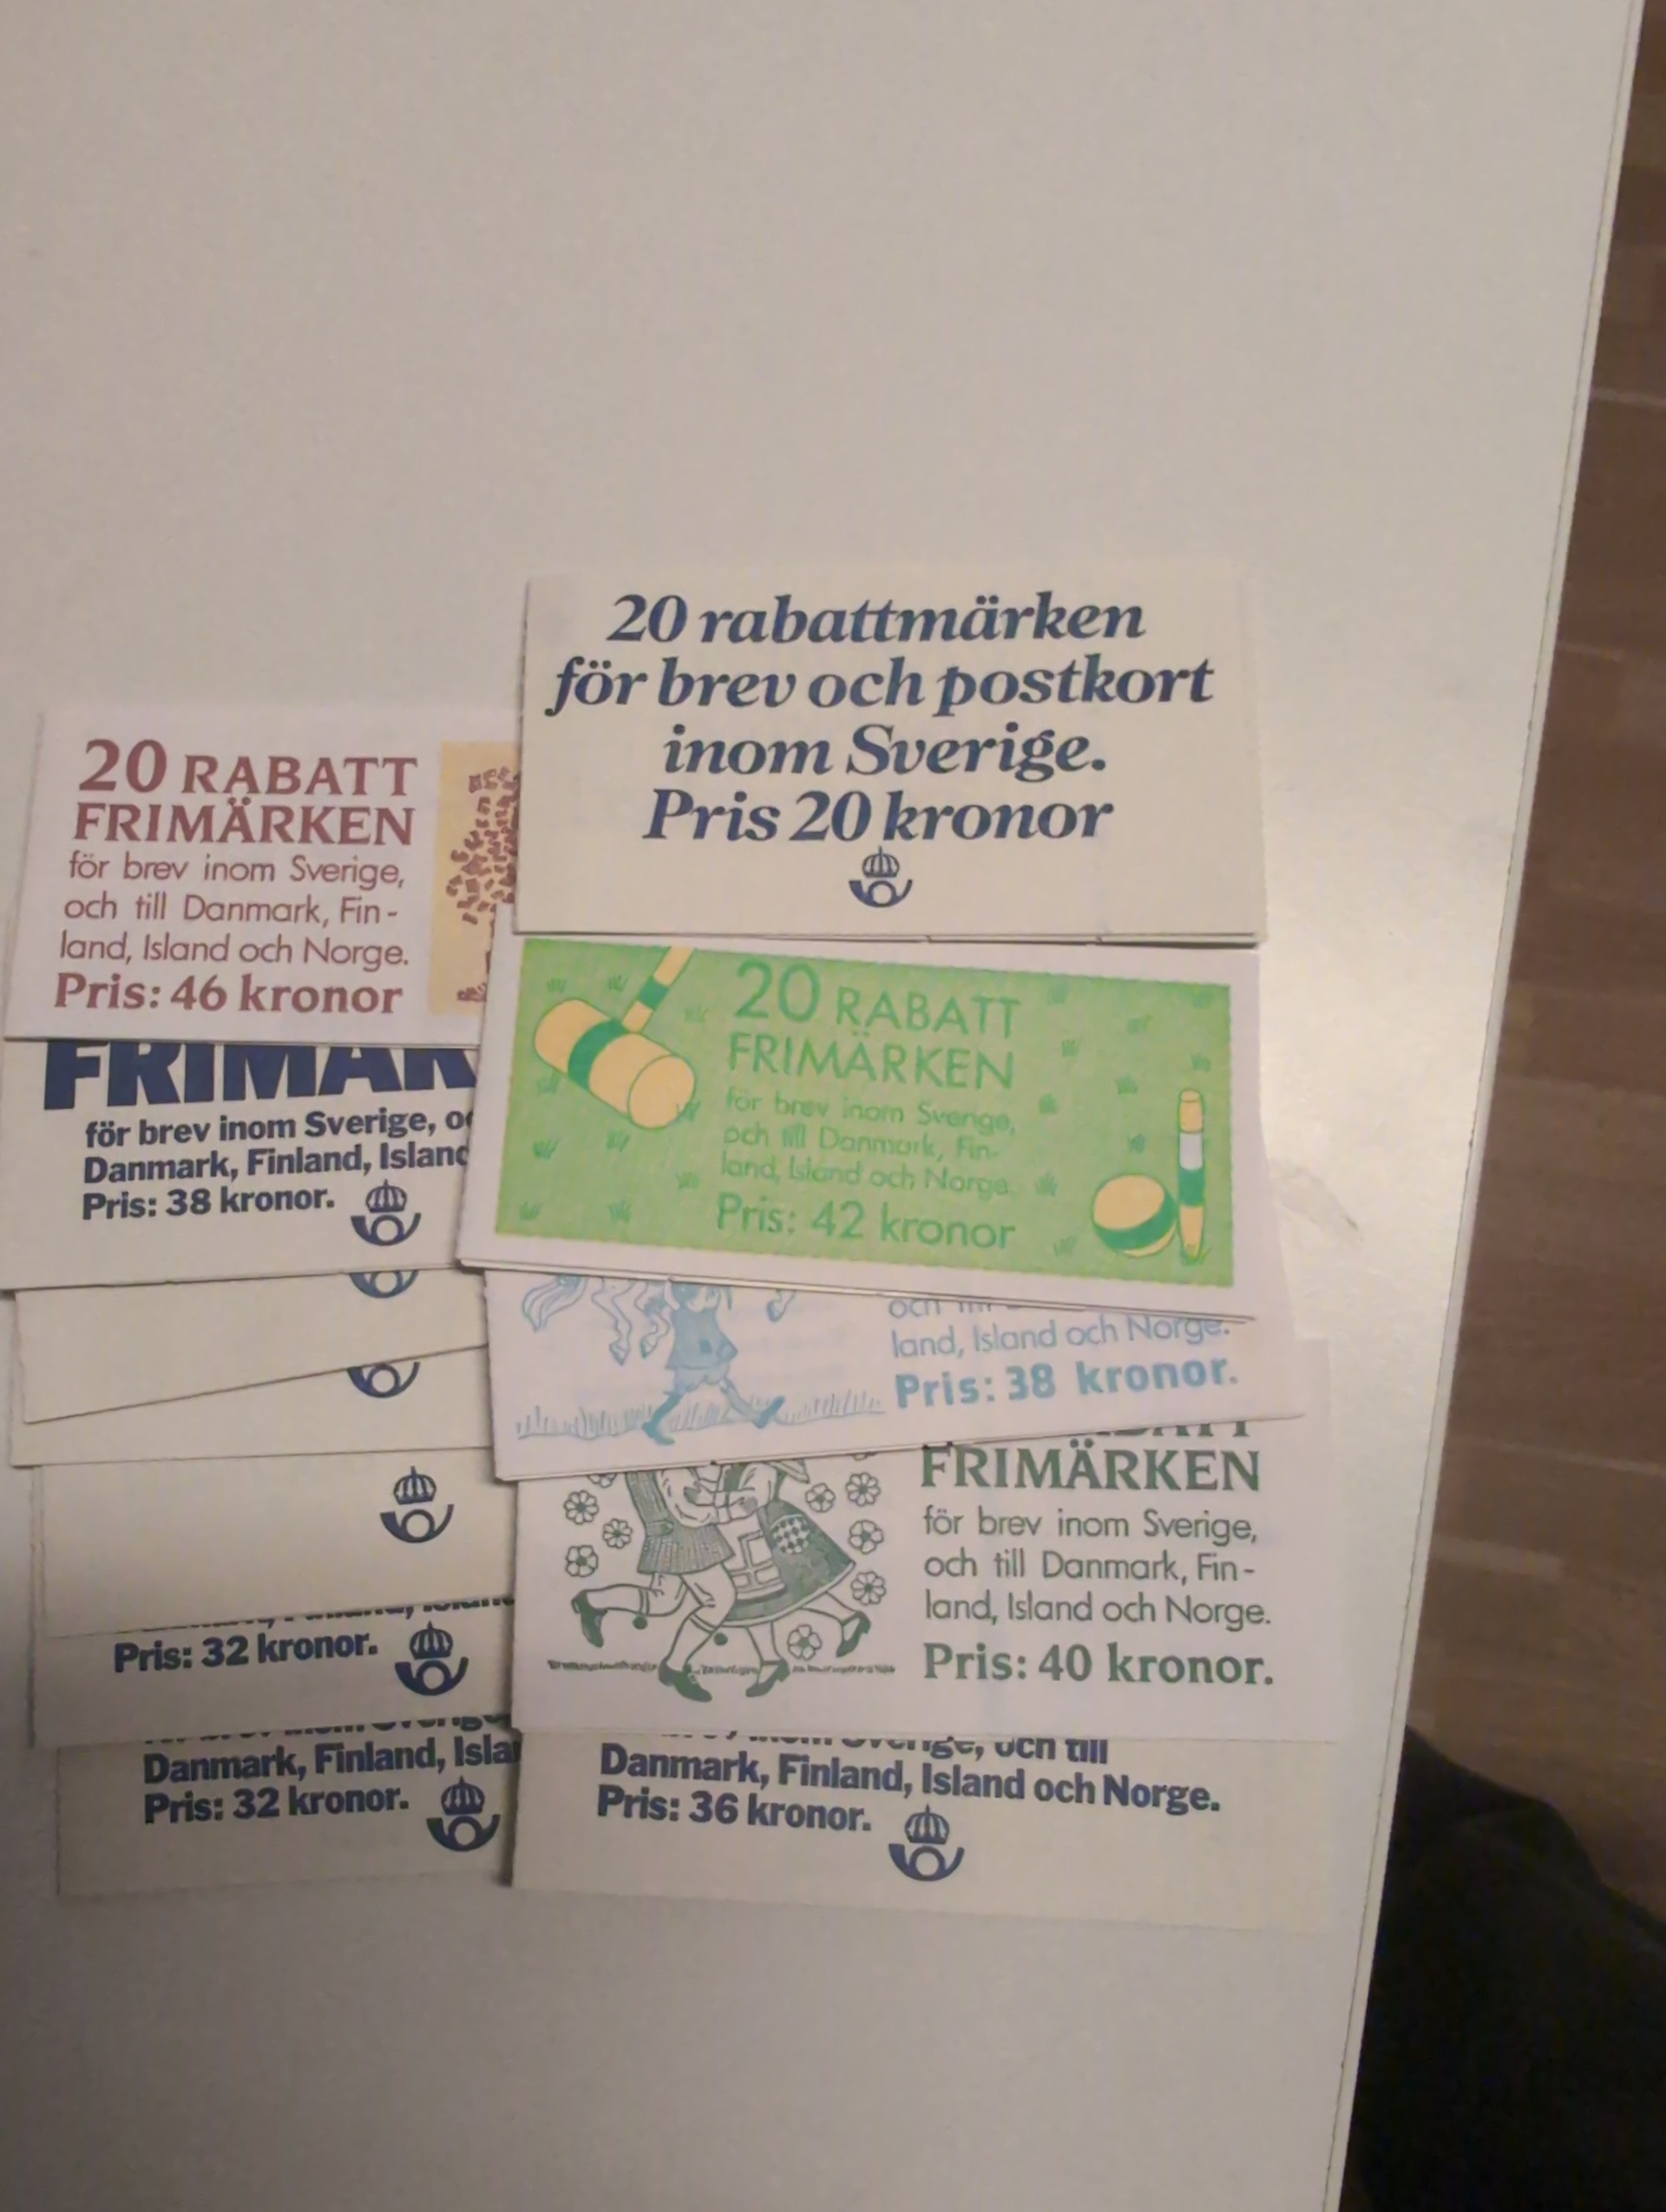 20 rabattmärken
för brev och postkort
inom Sverige.
Pris 20 kronor
20 RABATT
FRIMÄRKEN
för brev inom Sverige,
och till Danmark, Fin-
land, Island och Norge.
Pris: 46 kronor
FRIMÄR
för brev inom Sverige,
Danmark, Finland, Island
Pris: 38 kronor.
20 RABATT
FRIMÄRKEN
för brev inom Sverige,
och till Danmark, Fin-
land, Island och Norge.
Pris: 42 kronor
och
land, Island och Norge.
Pris: 38 kronor.
FRIMÄRKEN
för brev inom Sverige,
och till Danmark, Fin-
land, Island och Norge.
Pris: 40 kronor.
Pris: 32 kronor.
Danmark, Finland, Isla
Pris: 32 kronor.
Sverige, och till
Danmark, Finland, Island och Norge.
Pris: 36 kronor.